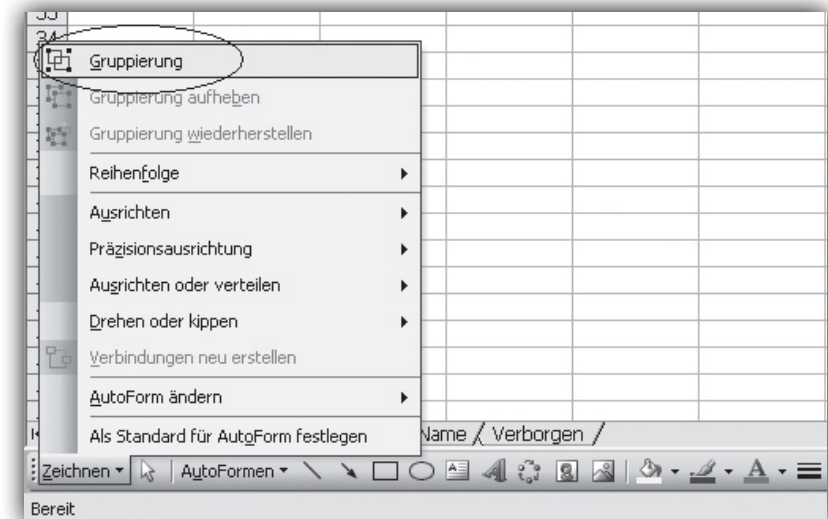 34
Gruppierung
Gruppierung aufheben
Gruppierung wiederherstellen
Reihenfolge
Ausrichten
Präzisionsausrichtung
Ausrichten oder verteilen
Drehen oder kippen
Verbindungen neu erstellen
AutoForm ändern
Als Standard für AutoForm festlegen
Name / Verborgen /
Zeichnen AutoFormen A
Bereit